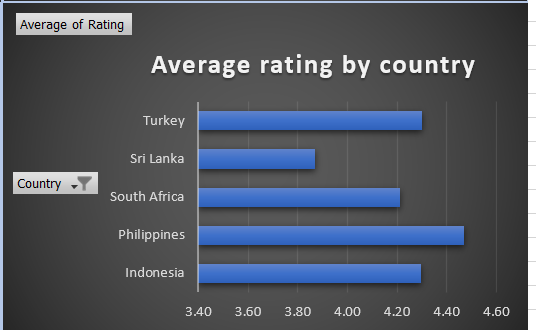 Average of Rating
Average rating by country
Turkey
Sri Lanka
Country
South Africa
Philippines
Indonesia
3.40 3.60 3.80 4.00 4.20 4.40 4.60